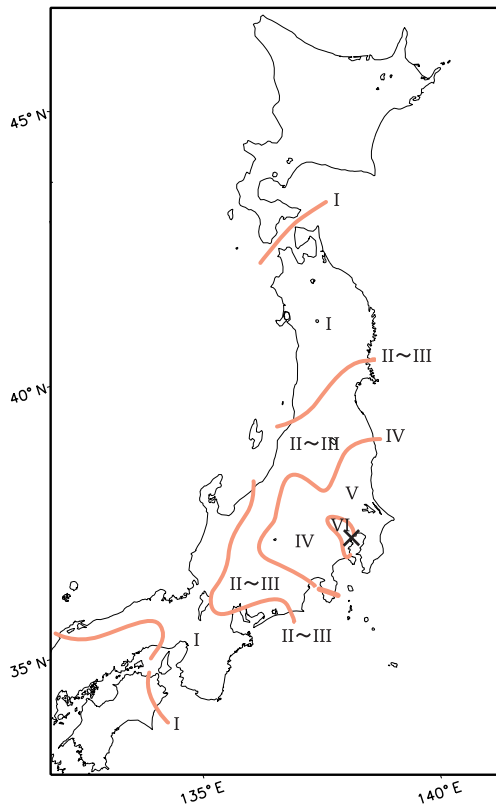 45° N
I
I
II～III
40° N
II～III
IV
V
VI
IV
II～III
I
II～III
35° N
I
135° E
140° E